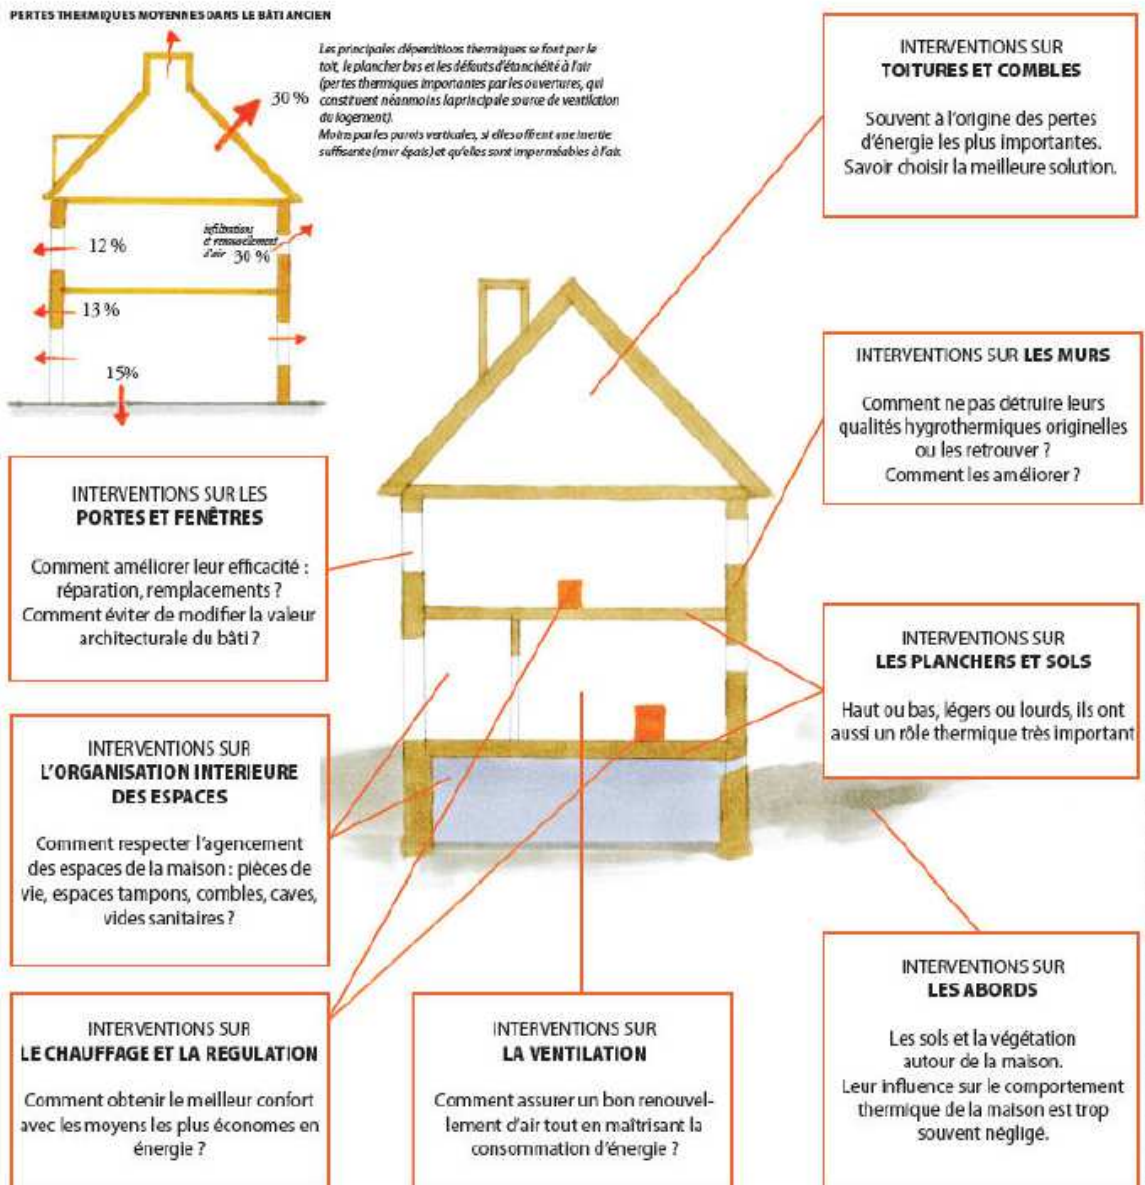 PERTES THERMIQUES MOYENNES DANS LE BÂTI ANCIEN
Les principales déperditions thermiques se font par le
toit, le plancher bas et les défauts d'étanchéité à l'air
(pertes thermiques importantes par les ouvertures, qui
constituent néanmoins la principale source de ventilation
du logement).
Moins par les parois verticales, si elles offrent une inertie
suffisante (mur épais) et qu'elles sont imperméables à l'air.
30 %
12 %
infiltrations
et renouvellement
d'air 30 %
13 %
15%
INTERVENTIONS SUR
TOITURES ET COMBLES
Souvent à l'origine des pertes
d'énergie les plus importantes.
Savoir choisir la meilleure solution.
INTERVENTIONS SUR LES MURS
Comment ne pas détruire leurs
qualités hygrothermiques originelles
ou les retrouver ?
Comment les améliorer ?
INTERVENTIONS SUR LES
PORTES ET FENÊTRES
Comment améliorer leur efficacité :
réparation, remplacements ?
Comment éviter de modifier la valeur
architecturale du bâti ?
INTERVENTIONS SUR
LES PLANCHERS ET SOLS
Haut ou bas, légers ou lourds, ils ont
aussi un rôle thermique très important
INTERVENTIONS SUR
L'ORGANISATION INTERIEURE
DES ESPACES
Comment respecter l'agencement
des espaces de la maison : pièces de
vie, espaces tampons, combles, caves,
vides sanitaires ?
INTERVENTIONS SUR
LE CHAUFFAGE ET LA REGULATION
Comment obtenir le meilleur confort
avec les moyens les plus économes en
énergie ?
INTERVENTIONS SUR
LA VENTILATION
Comment assurer un bon renouvel-
lement d'air tout en maîtrisant la
consommation d'énergie ?
INTERVENTIONS SUR
LES ABORDS
Les sols et la végétation
autour de la maison.
Leur influence sur le comportement
thermique de la maison est trop
souvent négligé.